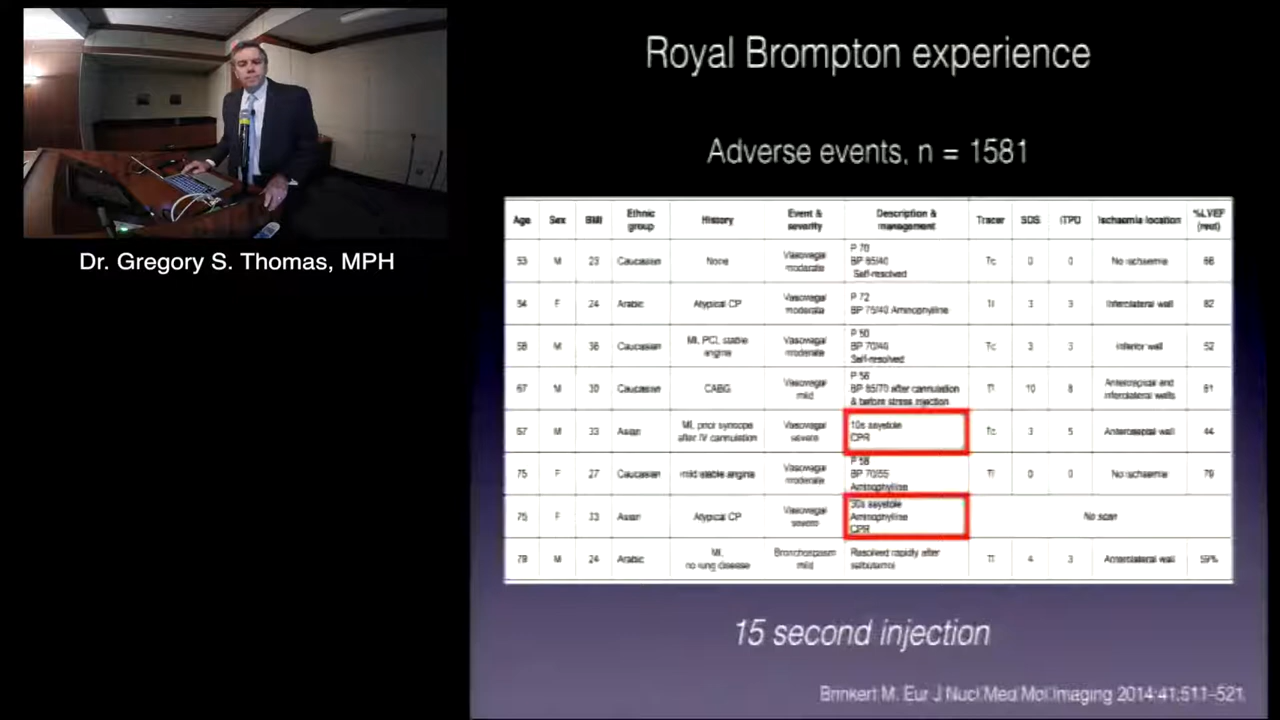 Royal Brompton experience
Adverse events, n = 1581
Dr. Gregory S. Thomas, MPH
Age Sex BMI Ethnic group History Event & severity Description & management Tracer SDS iTPD Ischaemia location %LVEF (rest)
53 M 23 Caucasian None Vasovagal moderate P 70 BP 85/40 Self-resolved Tc 0 0 No ischaemia
54 F 24 Arabic Atypical CP Vasovagal moderate P 72 BP 75/40 Aminophylline Tl 3 3 Inferolateral wall 82
58 M 36 Caucasian MI, PCI, stable angina Vasovagal moderate P 50 BP 70/40 Self-resolved Tc 3 3 Inferior wall 52
67 M 30 Caucasian CABG Vasovagal mild P 56 BP 85/70 after cannulation & before stress injection Tl 10 8 Anteroapical and inferolateral walls 81
67 M 33 Asian MI, prior syncope after IV cannulation Vasovagal severe 10s asystole CPR Tc 3 5 Anteroseptal wall 44
75 F 27 Caucasian mild stable angina Vasovagal moderate P 58 BP 70/55 Aminophylline Tl 0 0 No ischaemia 79
75 F 33 Asian Atypical CP Vasovagal severe 30s asystole Aminophylline CPR No scan
78 M 24 Arabic MI, no lung disease Bronchospasm mild Resolved rapidly after salbutamol Tl 4 3 Anterolateral wall 59%
15 second injection
Brinkert M. Eur J Nucl Med Mol Imaging 2014:41:511–521